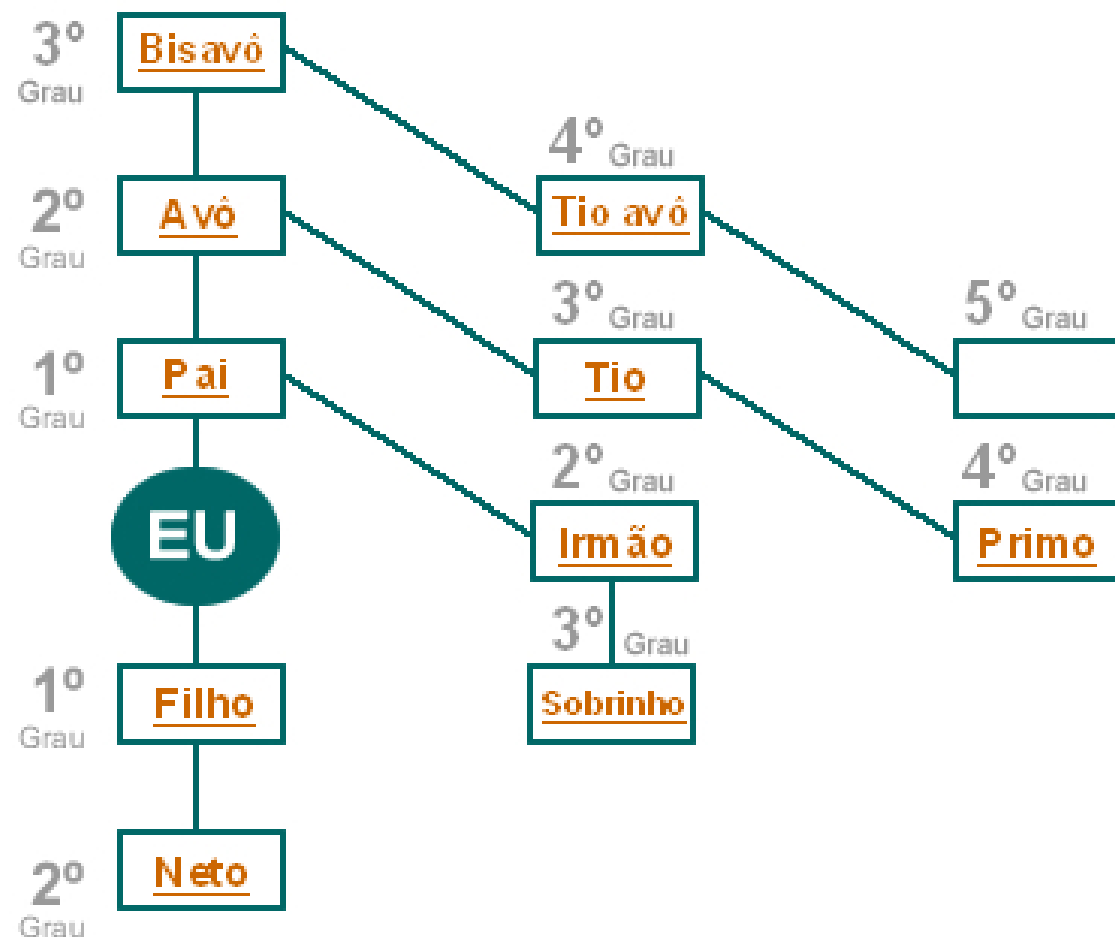 3º
Grau
Bisavô
4º Grau
2º
Grau
Avô
Tio avô
3º Grau
5º Grau
1º
Grau
Pai
Tio
2º Grau
4º Grau
EU
Irmão
Primo
3º Grau
1º
Grau
Filho
Sobrinho
2º
Grau
Neto